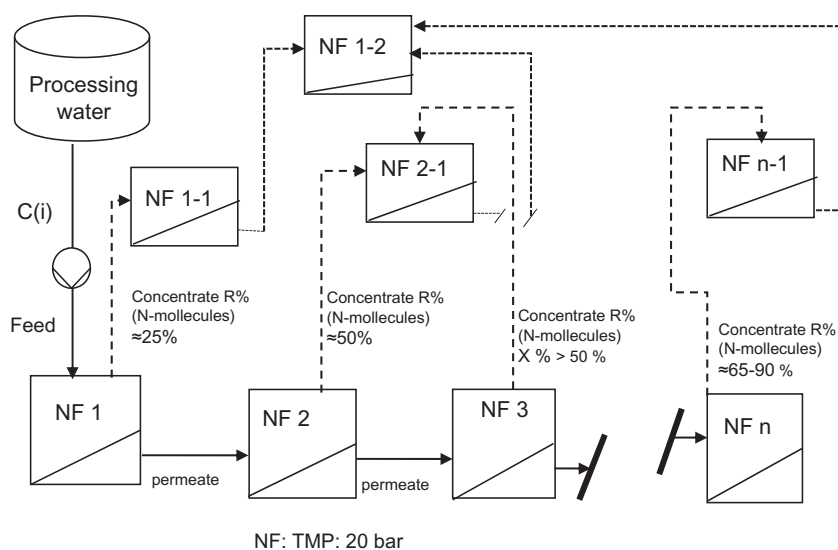 NF 1-2
Processing
water
NF 2-1
NF n-1
NF 1-1
C(i)
Feed
Concentrate R%
(N-mollecules)
≈25%
Concentrate R%
(N-mollecules)
≈50%
Concentrate R%
(N-mollecules)
X % > 50 %
Concentrate R%
(N-mollecules)
≈65-90 %
NF 1
NF 2
NF 3
NF n
permeate
permeate
NF: TMP: 20 bar